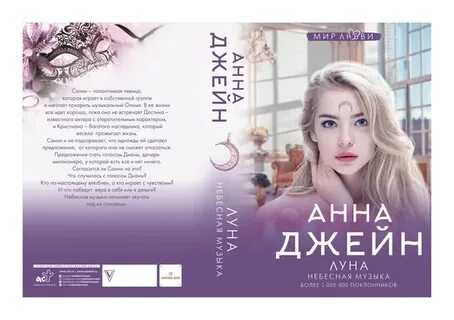 Санни – талантливая певица,
которая играет в собственной группе
и мечтает покорить музыкальный Олимп. В ее жизни
все идет хорошо, пока она не встречает Дастина –
известного актера с отвратительным характером,
и Кристиана – богатого наследника, который
весело прожигает жизнь.
Санни и не подозревает, что однажды ей сделают
предложение, от которого она не сможет отказаться.
Предложение стать голосом Дианы, дочери
миллионера, у которой есть все и нет ничего.
Согласится ли Санни на это?
Что случилось с голосом Дианы?
Кто по-настоящему влюблен, а кто играет с чувствами?
И что победит: вера в себя или в деньги?
Небесная музыка начинает звучать
над их головами.
АСТ
АННА
ДЖЕЙН
ЛУНА
НЕБЕСНАЯ МУЗЫКА
МИР ЛЮБВИ
АННА
ДЖЕЙН
ЛУНА
НЕБЕСНАЯ МУЗЫКА
БОЛЕЕ 1 000 000 ПОКЛОННИКОВ